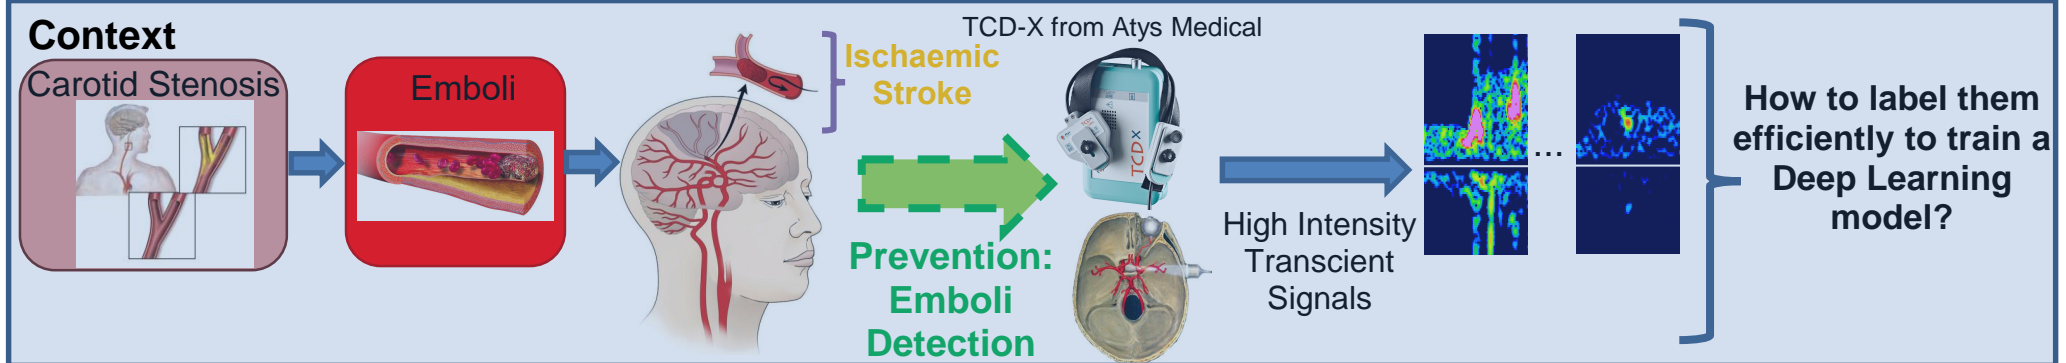 Context
Carotid Stenosis
Emboli
Ischaemic
Stroke
Prevention:
Emboli
Detection
TCD-X from Atys Medical
TCDX
High Intensity
Transcient
Signals
...
How to label them
efficiently to train a
Deep Learning
model?